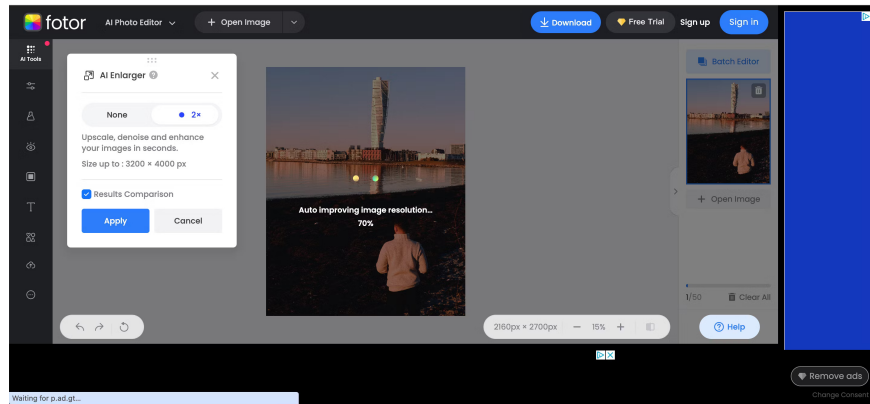 fotor
AI Photo Editor
+ Open Image
Download
Free Trial
Sign up
Sign in
AI Tools
AI Enlarger
None
2×
Upscale, denoise and enhance
your images in seconds.
Size up to : 3200 × 4000 px
Results Comparison
Apply
Cancel
Auto improving image resolution...
70%
Batch Editor
+ Open Image
1/50
Clear All
2160px × 2700px
— 15% +
Help
Remove ads
Change Consent
Waiting for p.ad.gt...